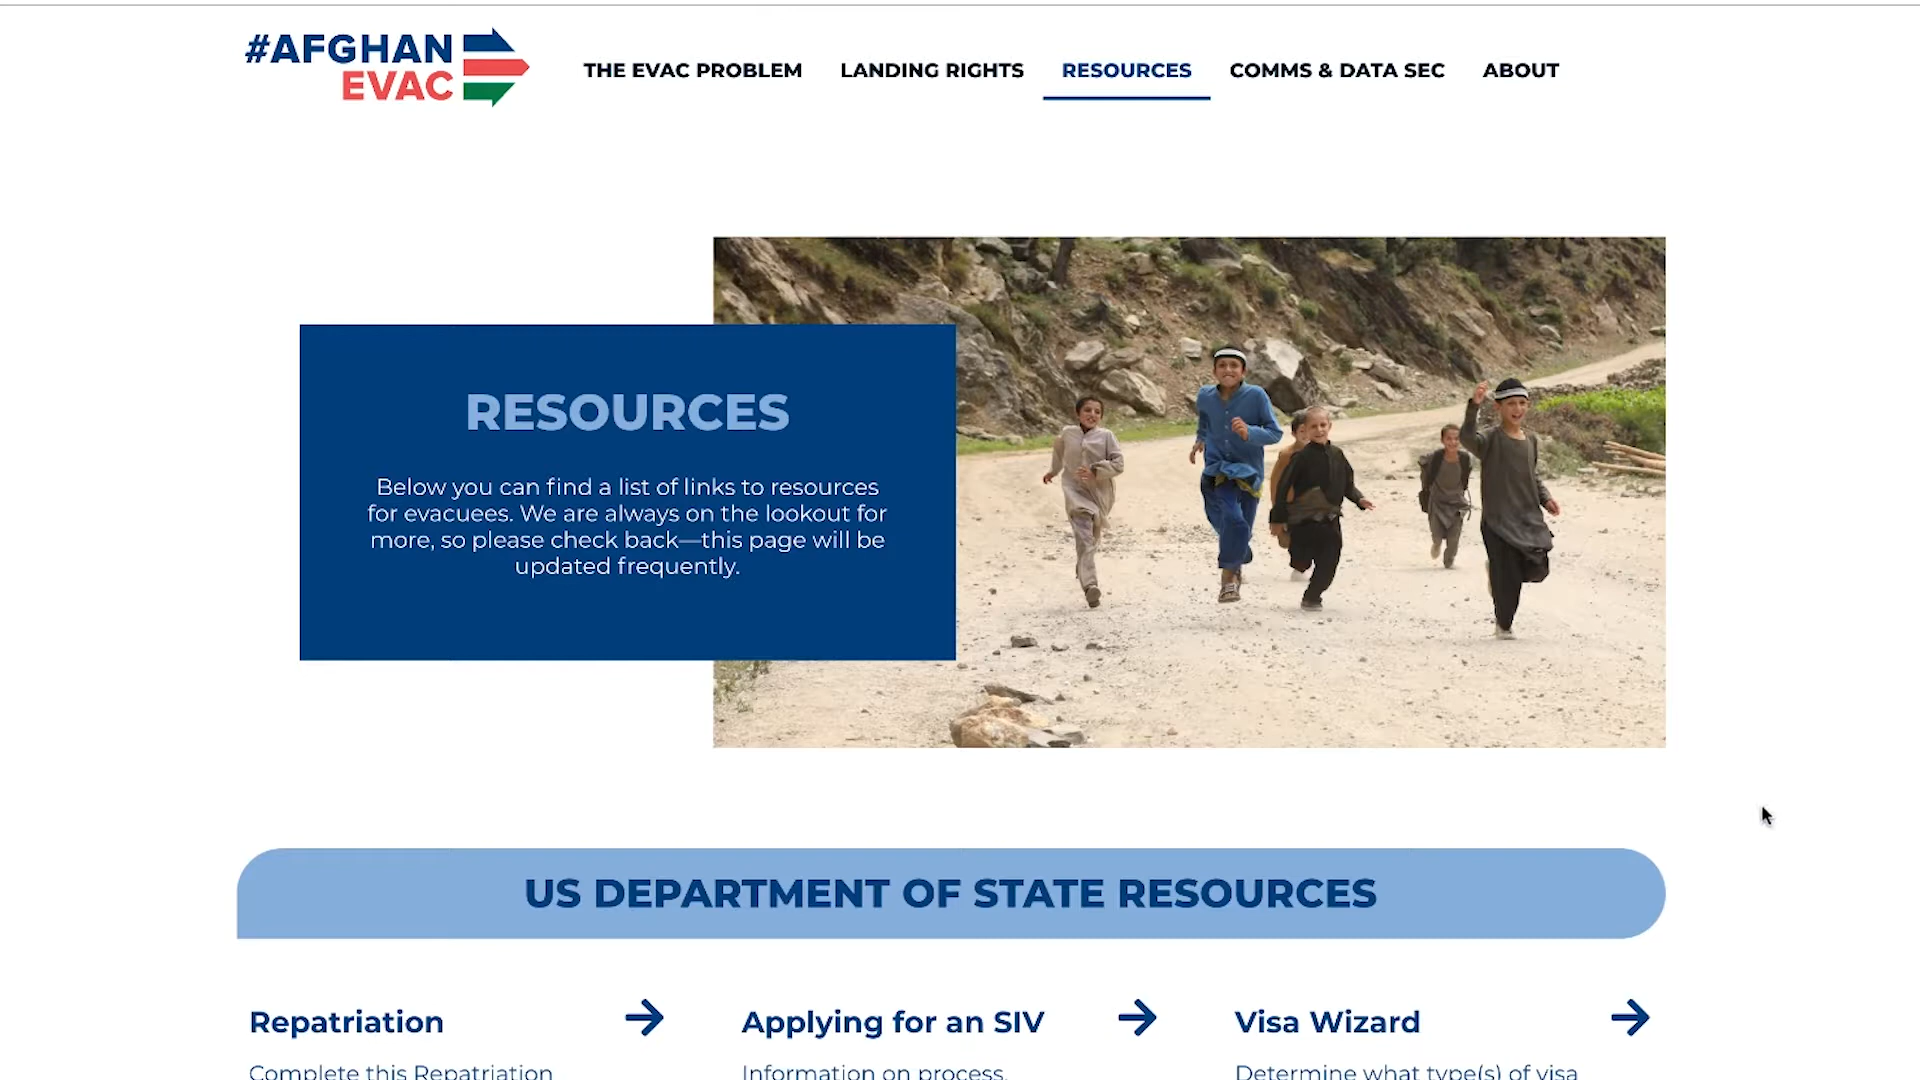 #AFGHAN
EVAC
THE EVAC PROBLEM
LANDING RIGHTS
RESOURCES
COMMS & DATA SEC
ABOUT
RESOURCES
Below you can find a list of links to resources
for evacuees. We are always on the lookout for
more, so please check back—this page will be
updated frequently.
US DEPARTMENT OF STATE RESOURCES
Repatriation
Applying for an SIV
Visa Wizard
Complete this Repatriation
Information on process,
Determine what type(s) of visa